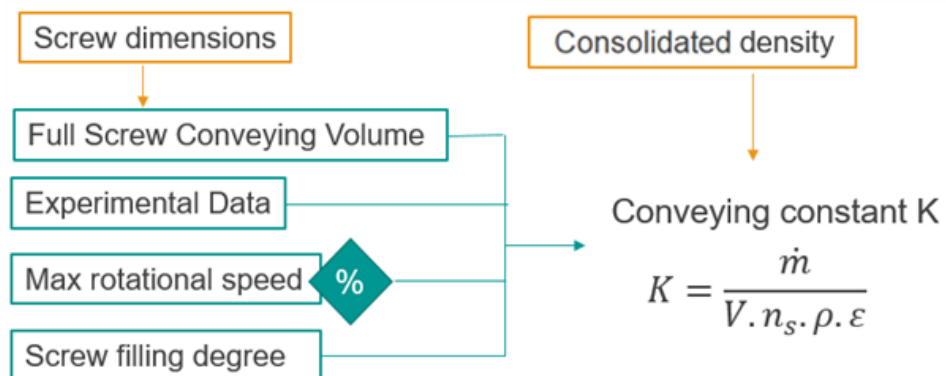 Screw dimensions
Consolidated density
Full Screw Conveying Volume
Experimental Data
Max rotational speed
%
Screw filling degree
Conveying constant K
K = ṁ / (V. nₛ. ρ. ε)